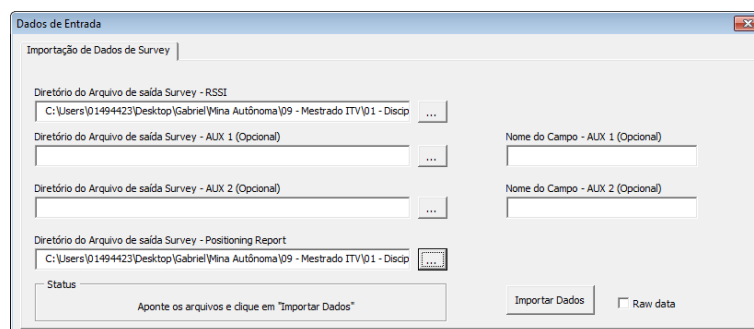 Dados de Entrada
Importação de Dados de Survey
Diretório do Arquivo de saída Survey - RSSI
C:\Users\01494423\Desktop\Gabriel\Mina Autônoma\09 - Mestrado ITV\01 - Discip
...
Diretório do Arquivo de saída Survey - AUX 1 (Opcional)
Nome do Campo - AUX 1 (Opcional)
...
Diretório do Arquivo de saída Survey - AUX 2 (Opcional)
Nome do Campo - AUX 2 (Opcional)
...
Diretório do Arquivo de saída Survey - Positioning Report
C:\Users\01494423\Desktop\Gabriel\Mina Autônoma\09 - Mestrado ITV\01 - Discip
...
Status
Aponte os arquivos e clique em "Importar Dados"
Importar Dados
Raw data